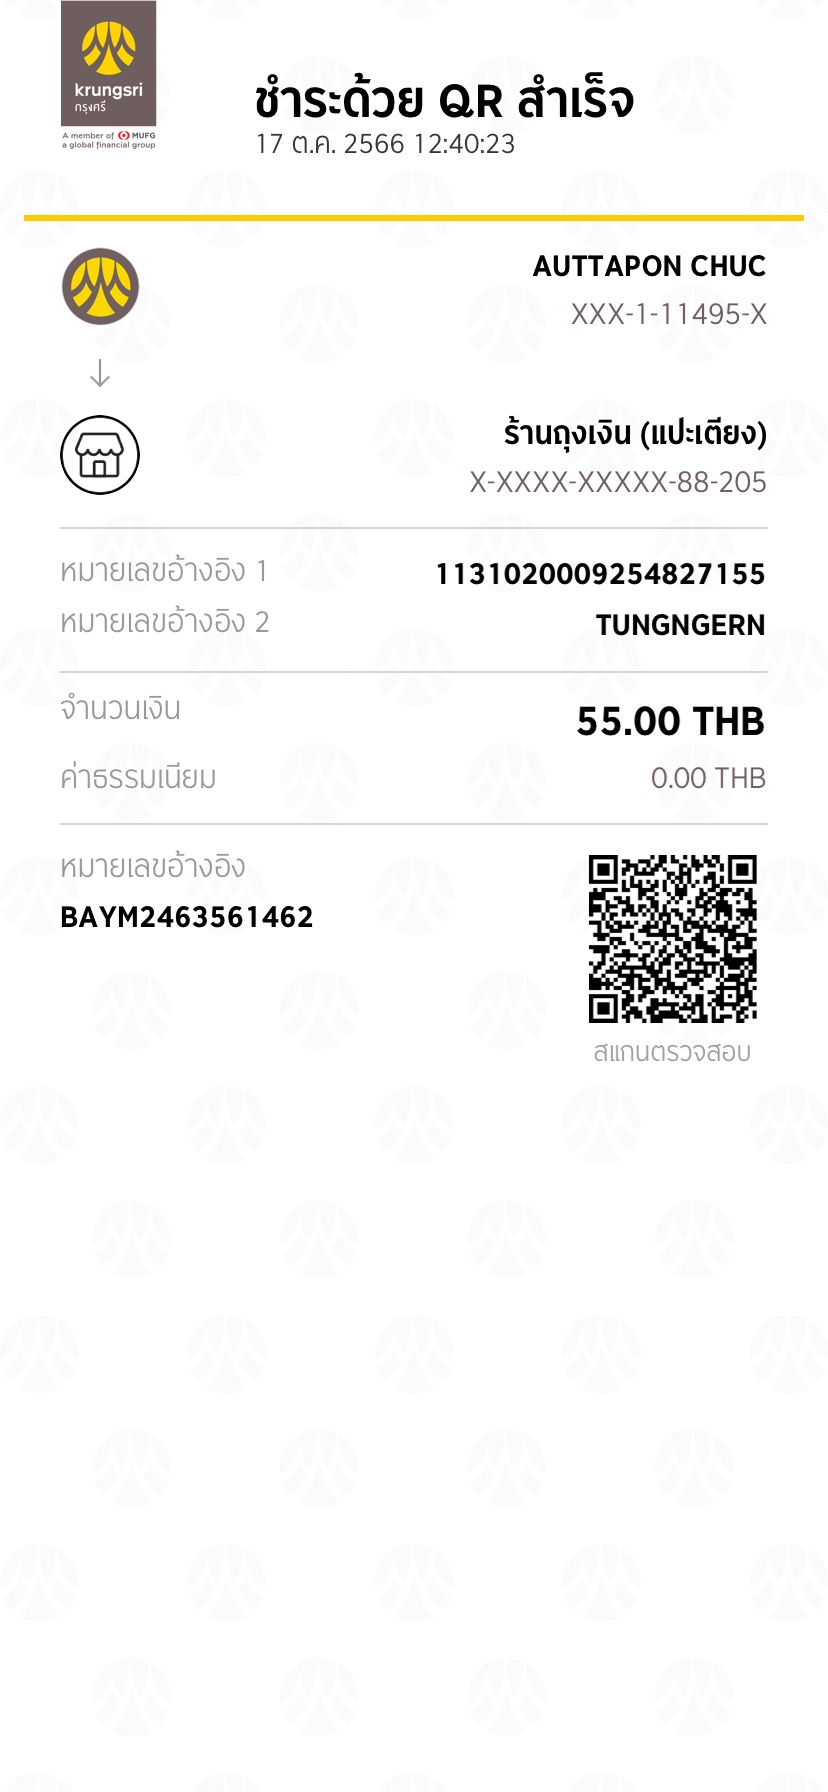 krungsri
กรุงศรี
A member of MUFG
a global financial group
ชำระด้วย QR สำเร็จ
17 ต.ค. 2566 12:40:23
AUTTAPON CHUC
XXX-1-11495-X
ร้านถุงเงิน (แปะเตียง)
X-XXXX-XXXXX-88-205
หมายเลขอ้างอิง 1 1131020009254827155
หมายเลขอ้างอิง 2 TUNGNGERN
จำนวนเงิน 55.00 THB
ค่าธรรมเนียม 0.00 THB
หมายเลขอ้างอิง
BAYM2463561462
สแกนตรวจสอบ